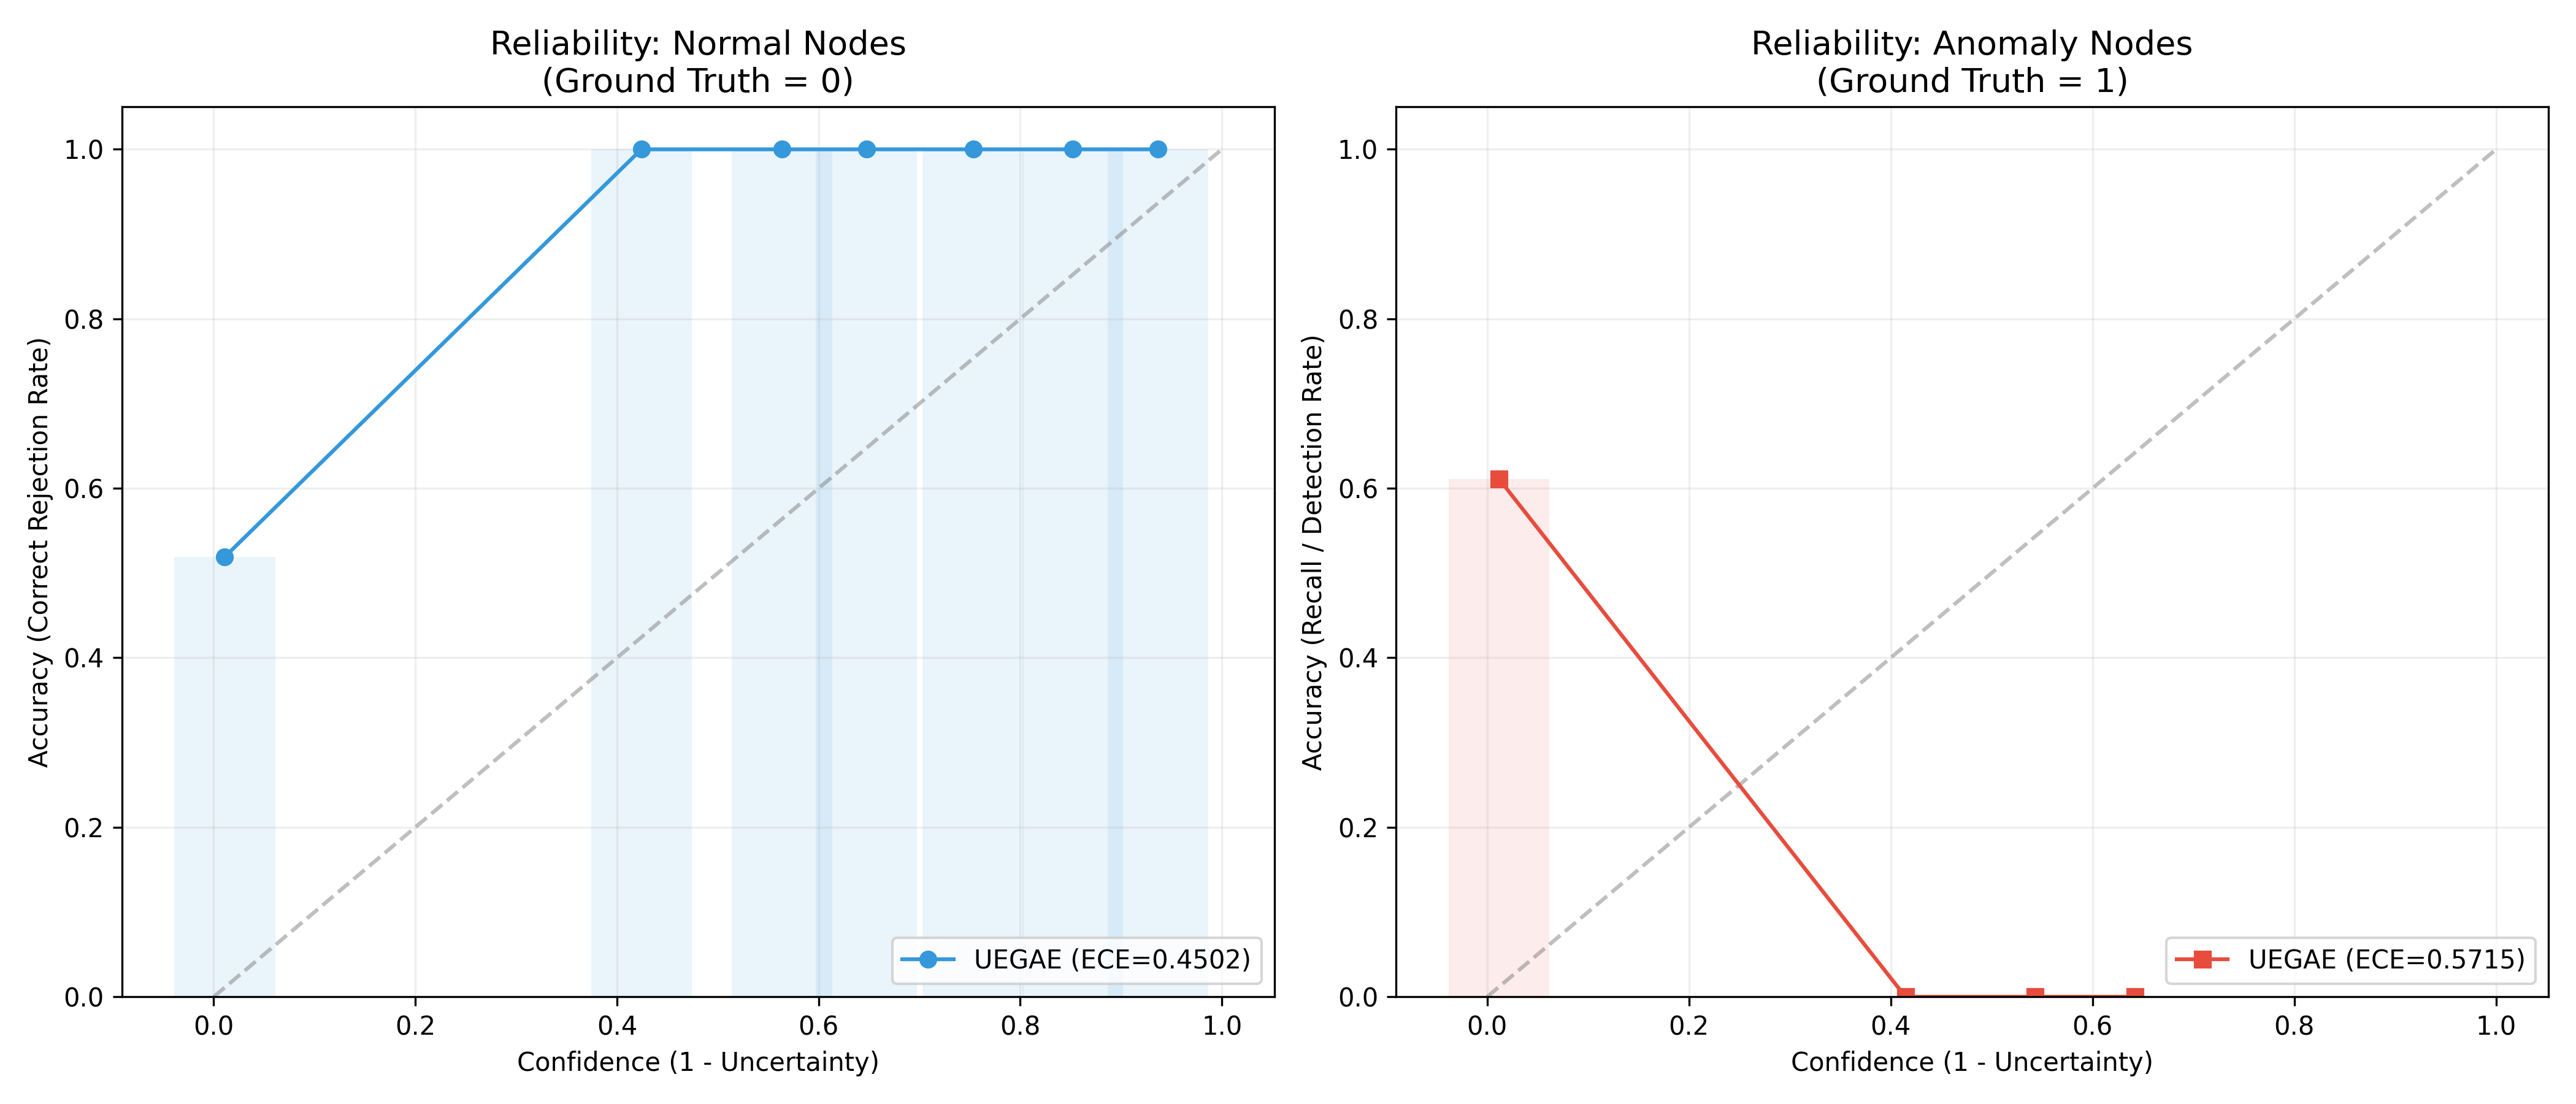 Reliability: Normal Nodes
(Ground Truth = 0)
Accuracy (Correct Rejection Rate)
1.0
0.8
0.6
0.4
0.2
0.0
0.0 0.2 0.4 0.6 0.8 1.0
Confidence (1 - Uncertainty)
UEGAE (ECE=0.4502)
Reliability: Anomaly Nodes
(Ground Truth = 1)
Accuracy (Recall / Detection Rate)
1.0
0.8
0.6
0.4
0.2
0.0
0.0 0.2 0.4 0.6 0.8 1.0
Confidence (1 - Uncertainty)
UEGAE (ECE=0.5715)